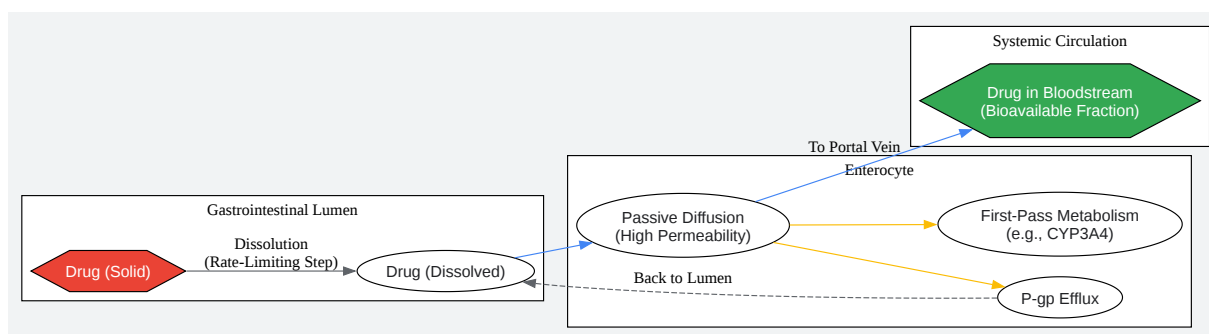 Systemic Circulation
Drug in Bloodstream
(Bioavailable Fraction)
To Portal Vein
Enterocyte
Gastrointestinal Lumen
Passive Diffusion
(High Permeability)
First-Pass Metabolism
(e.g., CYP3A4)
Dissolution
(Rate-Limiting Step)
Drug (Solid)
Drug (Dissolved)
Back to Lumen
P-gp Efflux